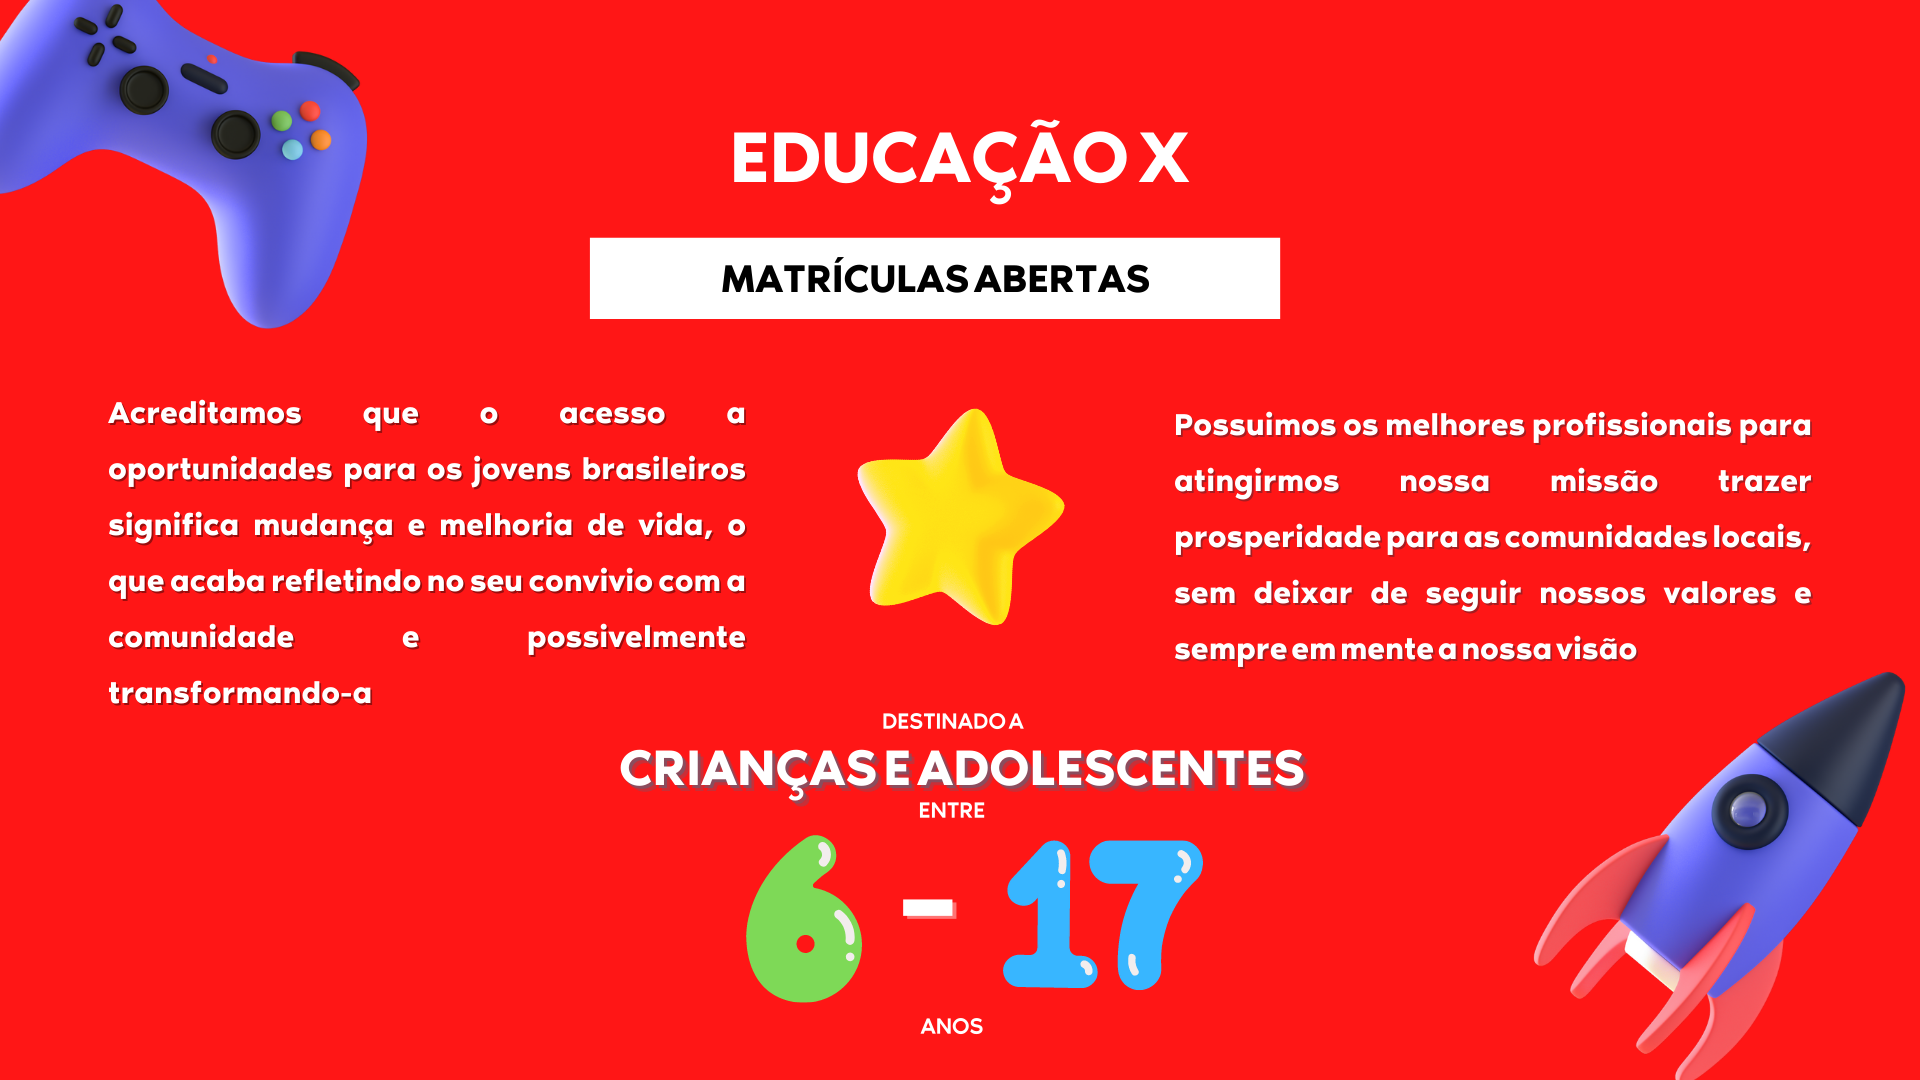 EDUCAÇÃO X
MATRÍCULAS ABERTAS
Acreditamos que o acesso a
oportunidades para os jovens brasileiros
significa mudança e melhoria de vida, o
que acaba refletindo no seu convivio com a
comunidade e possivelmente
transformando-a
Possuimos os melhores profissionais para
atingirmos nossa missão trazer
prosperidade para as comunidades locais,
sem deixar de seguir nossos valores e
sempre em mente a nossa visão
DESTINADO A
CRIANÇAS E ADOLESCENTES
ENTRE
6 - 17
ANOS